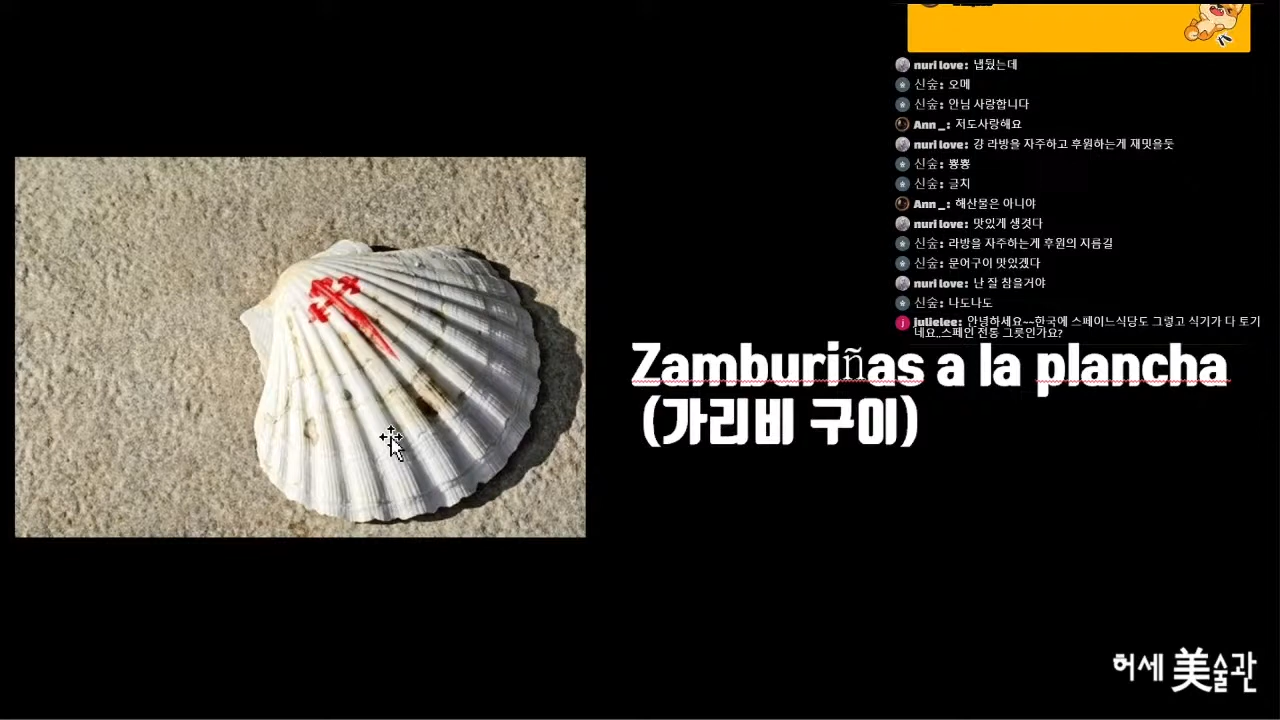 nuri love: 냅뒀는데
신숲: 오메
신숲: 안님 사랑합니다
Ann _: 저도사랑해요
nuri love: 걍 라방을 자주하고 후원하는게 재밋을듯
신숲: 뿅뿅
신숲: 글치
Ann _: 해산물은 아니야
nuri love: 맛있게 생겻다
신숲: 라방을 자주하는게 후원의 지름길
신숲: 문어구이 맛있겠다
nuri love: 난 질 참을거야
신숲: 나도나도
julielee: 안녕하세요~~한국에 스페이느식당도 그렇고 식기가 다 토기
네요..스페인 전통 그릇인가요?
Zamburiñas a la plancha
(가리비 구이)
허세 美술관